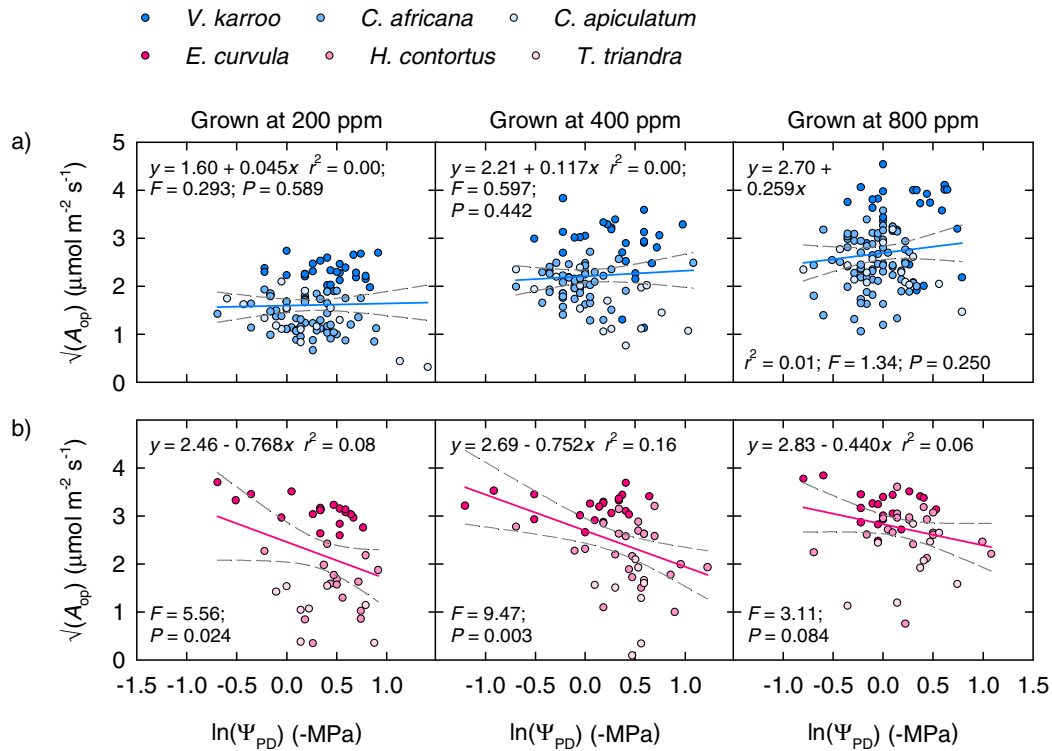 V. karroo C. africana C. apiculatum
E. curvula H. contortus T. triandra
Grown at 200 ppm Grown at 400 ppm Grown at 800 ppm
a)
y = 1.60 + 0.045x r² = 0.00;
F = 0.293; P = 0.589
y = 2.21 + 0.117x r² = 0.00;
F = 0.597;
P = 0.442
y = 2.70 +
0.259x
r² = 0.01; F = 1.34; P = 0.250
√(Aop) (μmol m⁻² s⁻¹)
5
4
3
2
1
0
b)
y = 2.46 - 0.768x r² = 0.08
F = 5.56;
P = 0.024
y = 2.69 - 0.752x r² = 0.16
F = 9.47;
P = 0.003
y = 2.83 - 0.440x r² = 0.06
F = 3.11;
P = 0.084
√(Aop) (μmol m⁻² s⁻¹)
4
3
2
1
0
-1.5 -1.0 -0.5 0.0 0.5 1.0 -1.0 -0.5 0.0 0.5 1.0 -1.0 -0.5 0.0 0.5 1.0 1.5
ln(ΨPD) (-MPa) ln(ΨPD) (-MPa) ln(ΨPD) (-MPa)